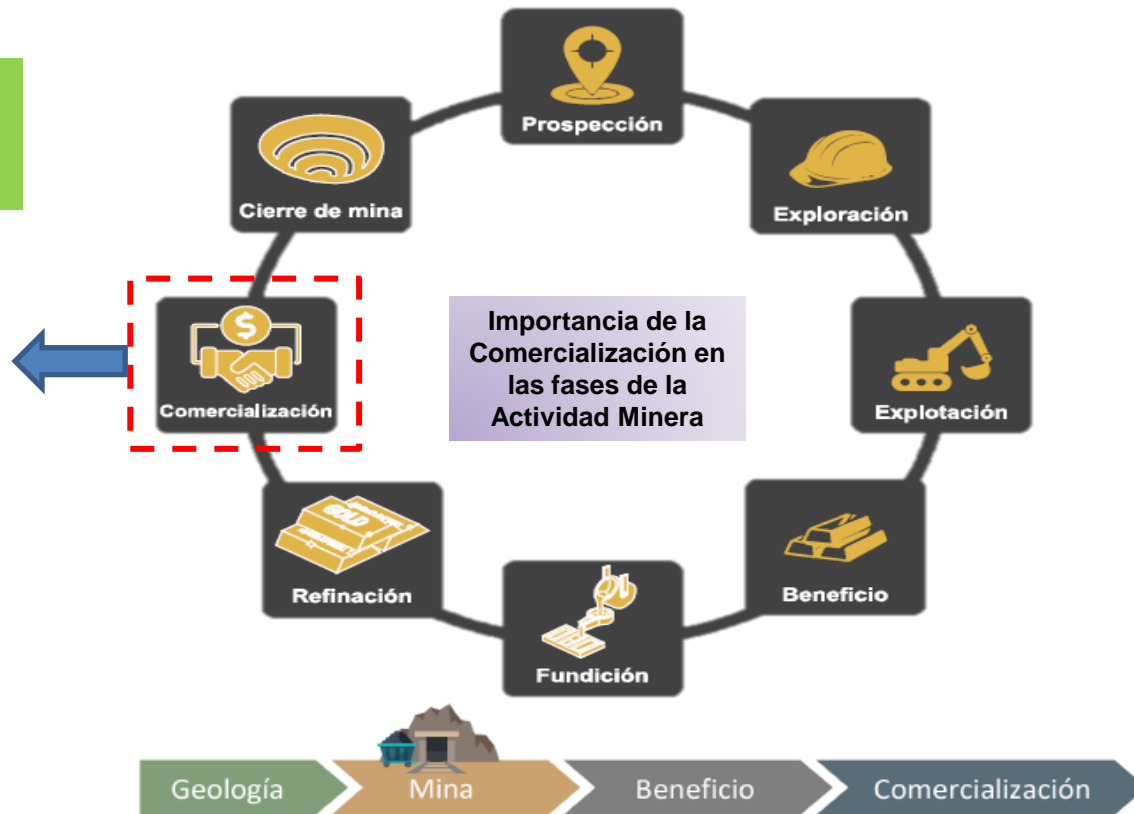 Prospección
Exploración
Explotación
Beneficio
Fundición
Refinación
GOLD
Comercialización
$
Cierre de mina
Importancia de la
Comercialización en
las fases de la
Actividad Minera
Geología
Mina
Beneficio
Comercialización